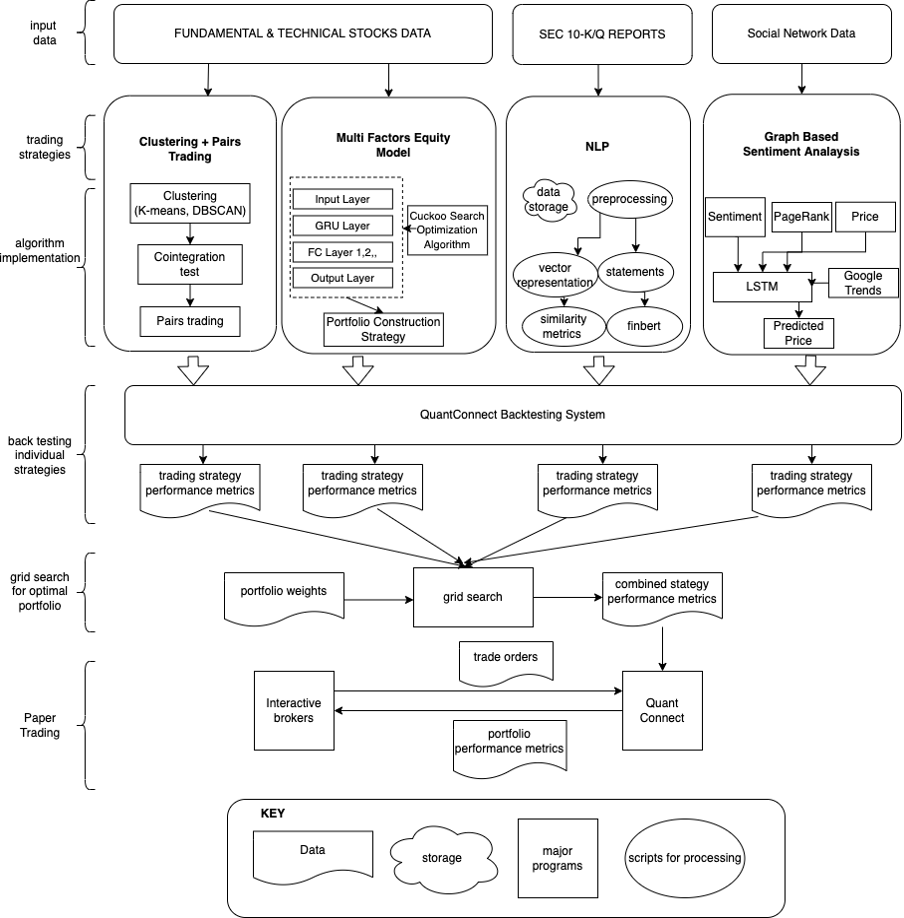 input
data
FUNDAMENTAL & TECHNICAL STOCKS DATA
SEC 10-K/Q REPORTS
Social Network Data
trading
strategies
Clustering + Pairs
Trading
Multi Factors Equity
Model
NLP
Graph Based
Sentiment Analaysis
algorithm
implementation
Clustering
(K-means, DBSCAN)
Cointegration
test
Pairs trading
Input Layer
GRU Layer
FC Layer 1,2,,
Output Layer
Cuckoo Search
Optimization
Algorithm
Portfolio Construction
Strategy
data
storage
preprocessing
vector
representation
statements
similarity
metrics
finbert
Sentiment
PageRank
Price
LSTM
Google
Trends
Predicted
Price
back testing
individual
strategies
QuantConnect Backtesting System
trading strategy
performance metrics
trading strategy
performance metrics
trading strategy
performance metrics
trading strategy
performance metrics
grid search
for optimal
portfolio
portfolio weights
grid search
combined stategy
performance metrics
Paper
Trading
trade orders
Interactive
brokers
Quant
Connect
portfolio
performance metrics
KEY
Data
storage
major
programs
scripts for processing